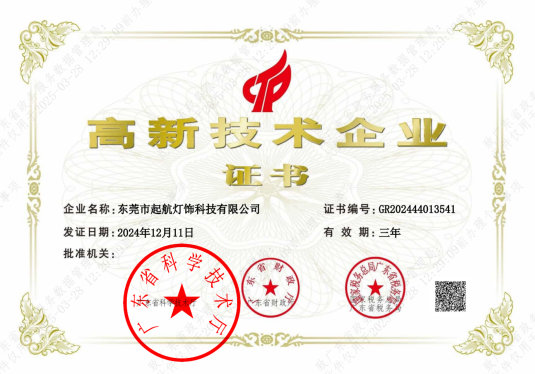 高新技术企业
证书
企业名称：东莞市起航灯饰科技有限公司
证书编号：GR202444013541
发证日期：2024年12月11日
有 效 期：三年
批准机关：
广东省科学技术厅
广东省财政厅
国家税务总局广东省税务局